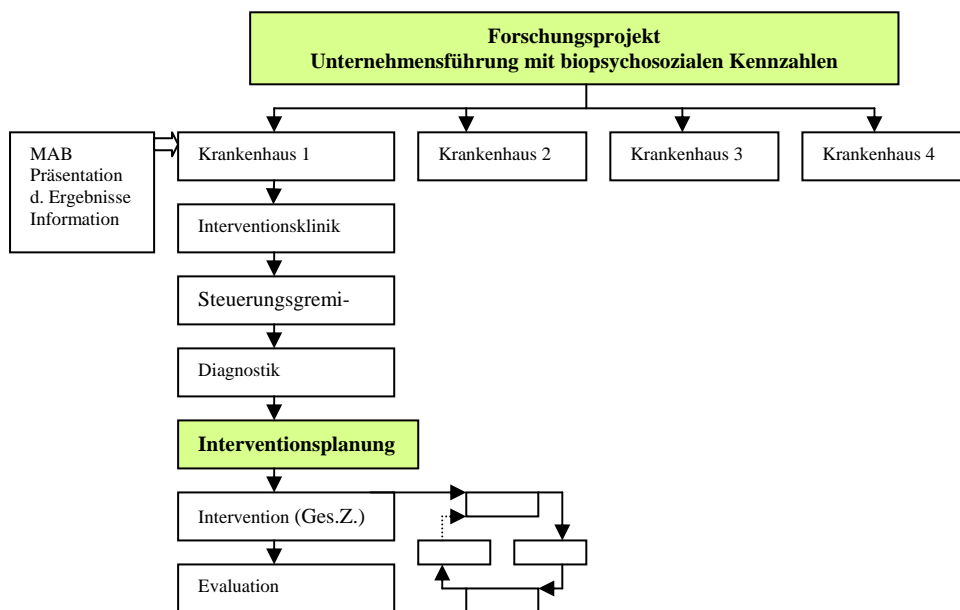 Forschungsprojekt
Unternehmensführung mit biopsychosozialen Kennzahlen
MAB
Präsentation
d. Ergebnisse
Information
Krankenhaus 1
Krankenhaus 2
Krankenhaus 3
Krankenhaus 4
Interventionsklinik
Steuerungsgremi-
Diagnostik
Interventionsplanung
Intervention (Ges.Z.)
Evaluation